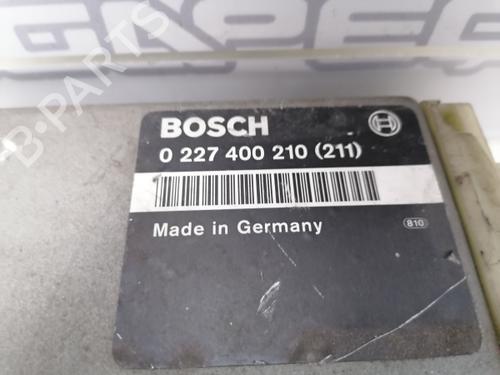 B-PARTS
BOSCH
0 227 400 210 (211)
Made in Germany
810